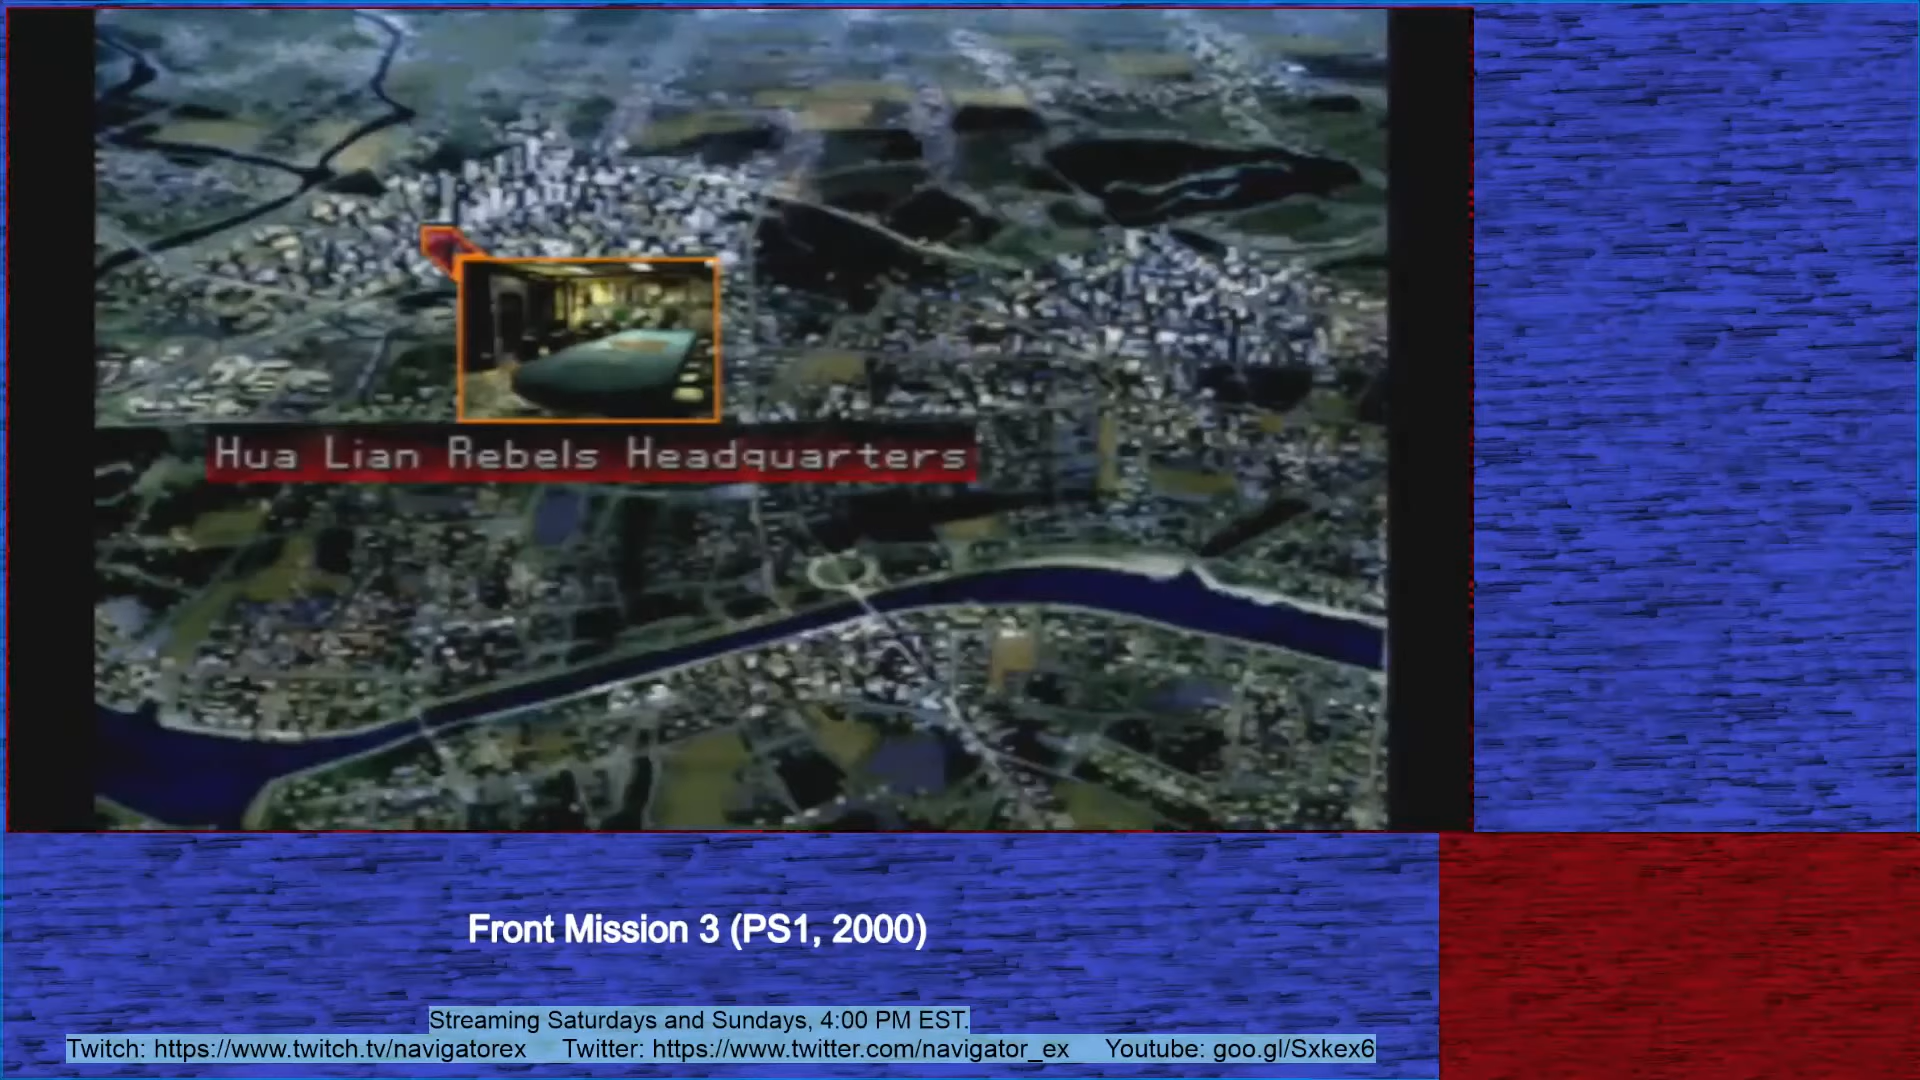 Hua Lian Rebels Headquarters
Front Mission 3 (PS1, 2000)
Streaming Saturdays and Sundays, 4:00 PM EST.
Twitch: https://www.twitch.tv/navigatorex Twitter: https://www.twitter.com/navigator_ex Youtube: goo.gl/Sxkex6